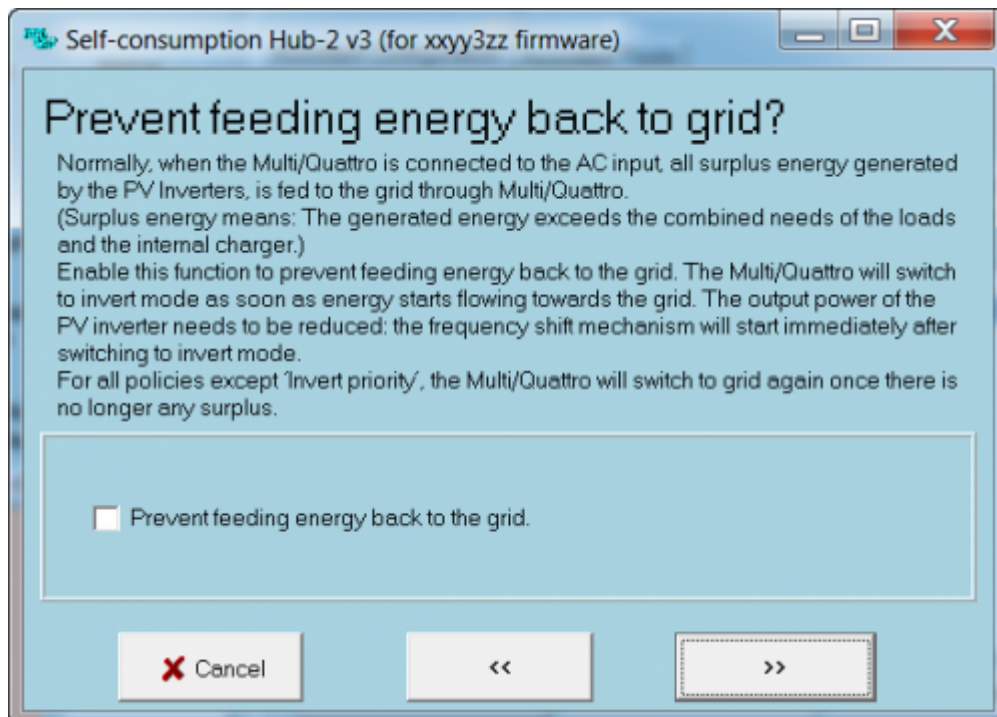 Self-consumption Hub-2 v3 (for xxyy3zz firmware)
Prevent feeding energy back to grid?
Normally, when the Multi/Quattro is connected to the AC input, all surplus energy generated
by the PV Inverters, is fed to the grid through Multi/Quattro.
(Surplus energy means: The generated energy exceeds the combined needs of the loads
and the internal charger.)
Enable this function to prevent feeding energy back to the grid. The Multi/Quattro will switch
to invert mode as soon as energy starts flowing towards the grid. The output power of the
PV inverter needs to be reduced: the frequency shift mechanism will start immediately after
switching to invert mode.
For all policies except 'Invert priority', the Multi/Quattro will switch to grid again once there is
no longer any surplus.
Prevent feeding energy back to the grid.
Cancel
<<
>>